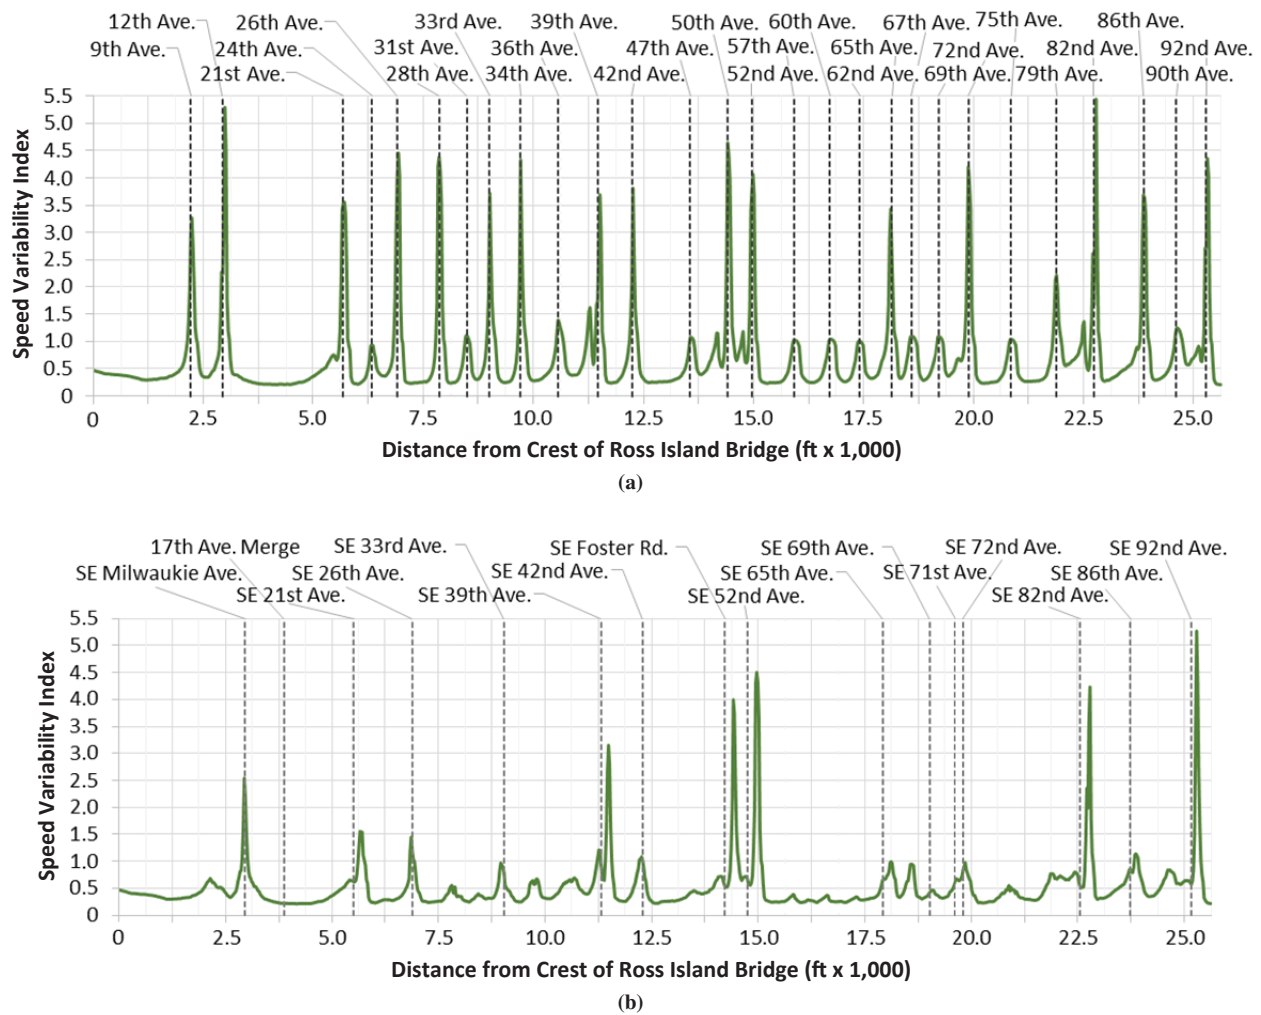 12th Ave. 26th Ave. 33rd Ave. 39th Ave. 50th Ave. 60th Ave. 67th Ave. 75th Ave. 86th Ave.
9th Ave. 24th Ave. 31st Ave. 36th Ave. 47th Ave. 57th Ave. 65th Ave. 72nd Ave. 82nd Ave. 92nd Ave.
21st Ave. 28th Ave. 34th Ave. 42nd Ave. 52nd Ave. 62nd Ave. 69th Ave. 79th Ave. 90th Ave.
Speed Variability Index
5.5
5.0
4.5
4.0
3.5
3.0
2.5
2.0
1.5
1.0
0.5
0
0 2.5 5.0 7.5 10.0 12.5 15.0 17.5 20.0 22.5 25.0
Distance from Crest of Ross Island Bridge (ft x 1,000)
(a)
17th Ave. Merge SE 33rd Ave. SE Foster Rd. SE 69th Ave. SE 72nd Ave. SE 92nd Ave.
SE Milwaukie Ave. SE 26th Ave. SE 42nd Ave. SE 65th Ave. SE 71st Ave. SE 86th Ave.
SE 21st Ave. SE 39th Ave. SE 52nd Ave. SE 82nd Ave.
Speed Variability Index
5.5
5.0
4.5
4.0
3.5
3.0
2.5
2.0
1.5
1.0
0.5
0
0 2.5 5.0 7.5 10.0 12.5 15.0 17.5 20.0 22.5 25.0
Distance from Crest of Ross Island Bridge (ft x 1,000)
(b)